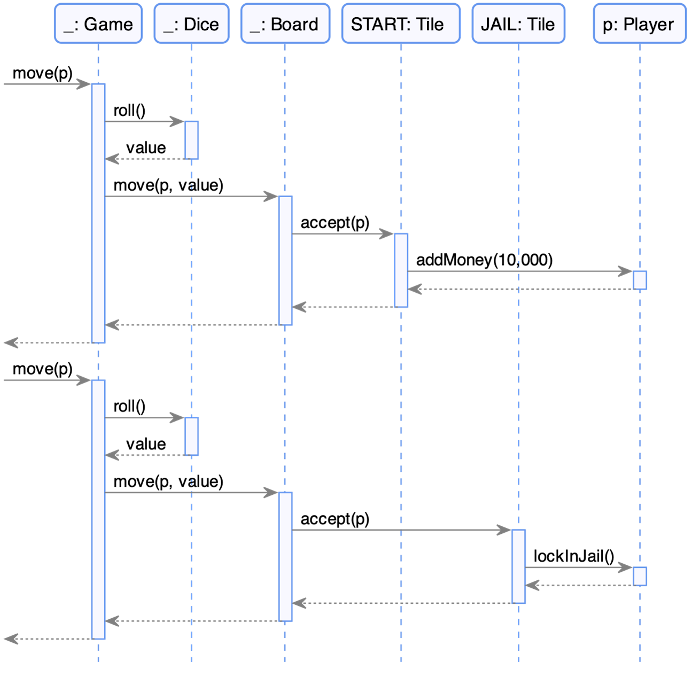 _: Game
_: Dice
_: Board
START: Tile
JAIL: Tile
p: Player
move(p)
roll()
value
move(p, value)
accept(p)
addMoney(10,000)
move(p)
roll()
value
move(p, value)
accept(p)
lockInJail()